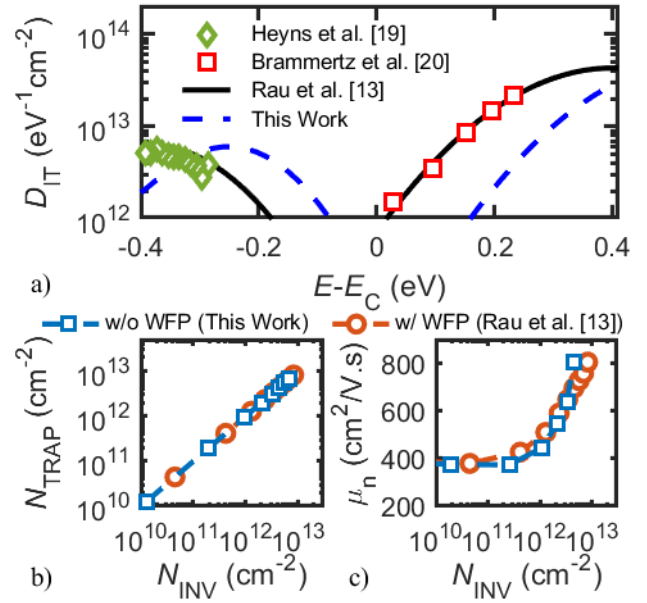 10^14
10^13
10^12
D_IT (eV^-1cm^-2)
Heyns et al. [19]
Brammertz et al. [20]
Rau et al. [13]
This Work
-0.4 -0.2 0 0.2 0.4
a) E-E_C (eV)
w/o WFP (This Work) w/ WFP (Rau et al. [13])
10^13
10^12
10^11
10^10
N_TRAP (cm^-2)
10^10 10^11 10^12 10^13
b) N_INV (cm^-2)
800
600
400
200
μ_n (cm^2/V.s)
10^10 10^11 10^12 10^13
c) N_INV (cm^-2)